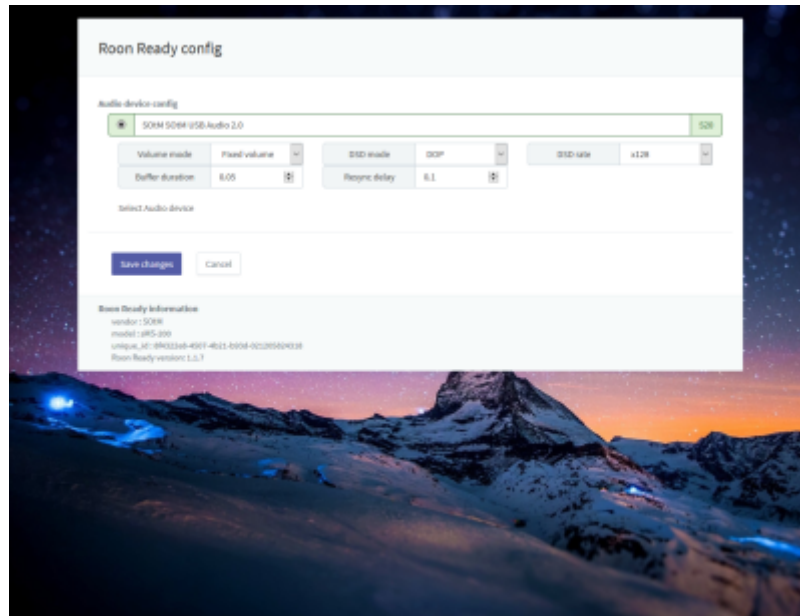 Roon Ready config
Audio device config
SOtM SOtM USB Audio 2.0
Volume mode Fixed volume DSD mode DOP DSD rate x128
Buffer duration 0.05 Resync delay 0.1
Select Audio device
Save changes Cancel
Roon Ready information
vendor : SOtM
model : sMS-200
unique_id :
Roon Ready version: 1.1.7